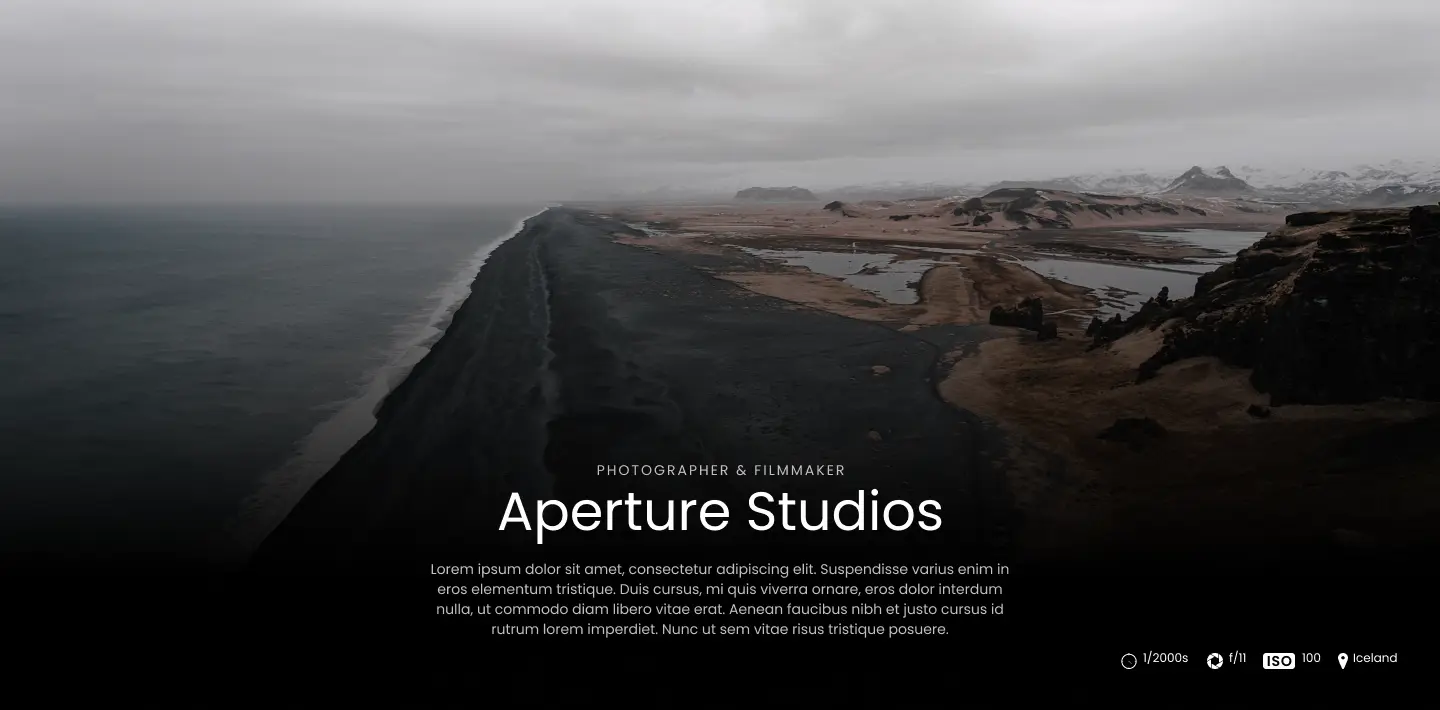 PHOTOGRAPHER & FILMMAKER
Aperture Studios
Lorem ipsum dolor sit amet, consectetur adipiscing elit. Suspendisse varius enim in
eros elementum tristique. Duis cursus, mi quis viverra ornare, eros dolor interdum
nulla, ut commodo diam libero vitae erat. Aenean faucibus nibh et justo cursus id
rutrum lorem imperdiet. Nunc ut sem vitae risus tristique posuere.
1/2000s f/11 ISO 100 Iceland